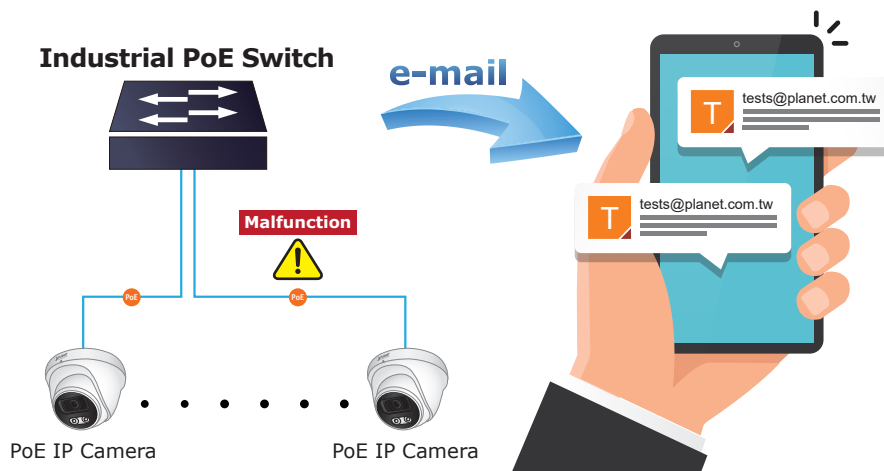 Industrial PoE Switch
e-mail
T
tests@planet.com.tw
T
tests@planet.com.tw
Malfunction
!
PoE
PoE
PoE IP Camera
PoE IP Camera